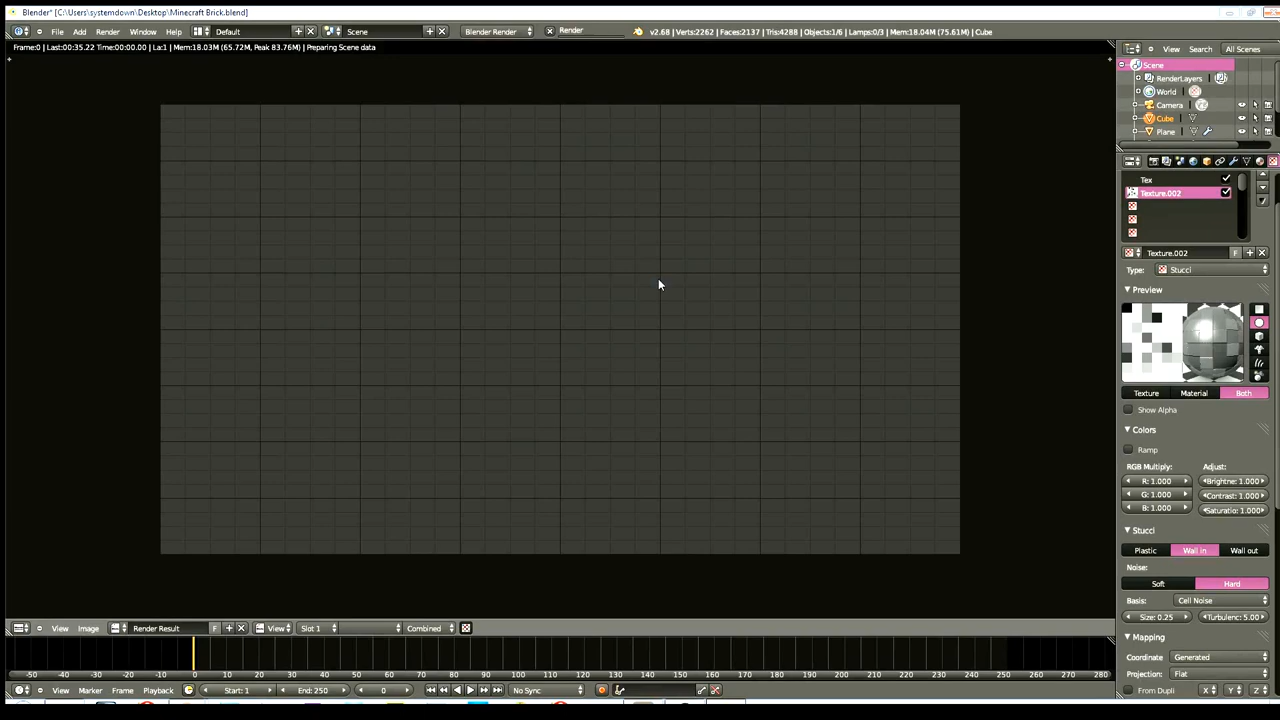 Blender* [C:\Users\systemdown\Desktop\Minecraft Brick.blend]
File Add Render Window Help Default Scene Blender Render Render v2.68 | Verts:2262 | Faces:2137 | Tris:4288 | Objects:1/6 | Lamps:0/3 | Mem:18.04M (75.61M) | Cube
Frame:0 | Last:00:35.22 Time:00:00.00 | La:1 | Mem:18.03M (65.72M, Peak 83.76M) | Preparing Scene data
View Search All Scenes
Scene
RenderLayers
World
Camera
Cube
Plane
Tex
Texture.002
Texture.002 F
Type: Stucci
Preview
Texture Material Both
Show Alpha
Colors
Ramp
RGB Multiply: Adjust:
R: 1.000 Brightne: 1.000
G: 1.000 Contrast: 1.000
B: 1.000 Saturatio: 1.000
Stucci
Plastic Wall in Wall out
Noise:
Soft Hard
Basis: Cell Noise
Size: 0.25 Turbulenc: 5.00
Mapping
Coordinate Generated
Projection: Flat
From Dupli X Y Z
View Image Render Result F View Slot 1 Combined
-50 -40 -30 -20 -10 0 10 20 30 40 50 60 70 80 90 100 110 120 130 140 150 160 170 180 190 200 210 220 230 240 250 260 270 280
View Marker Frame Playback Start: 1 End: 250 0 No Sync